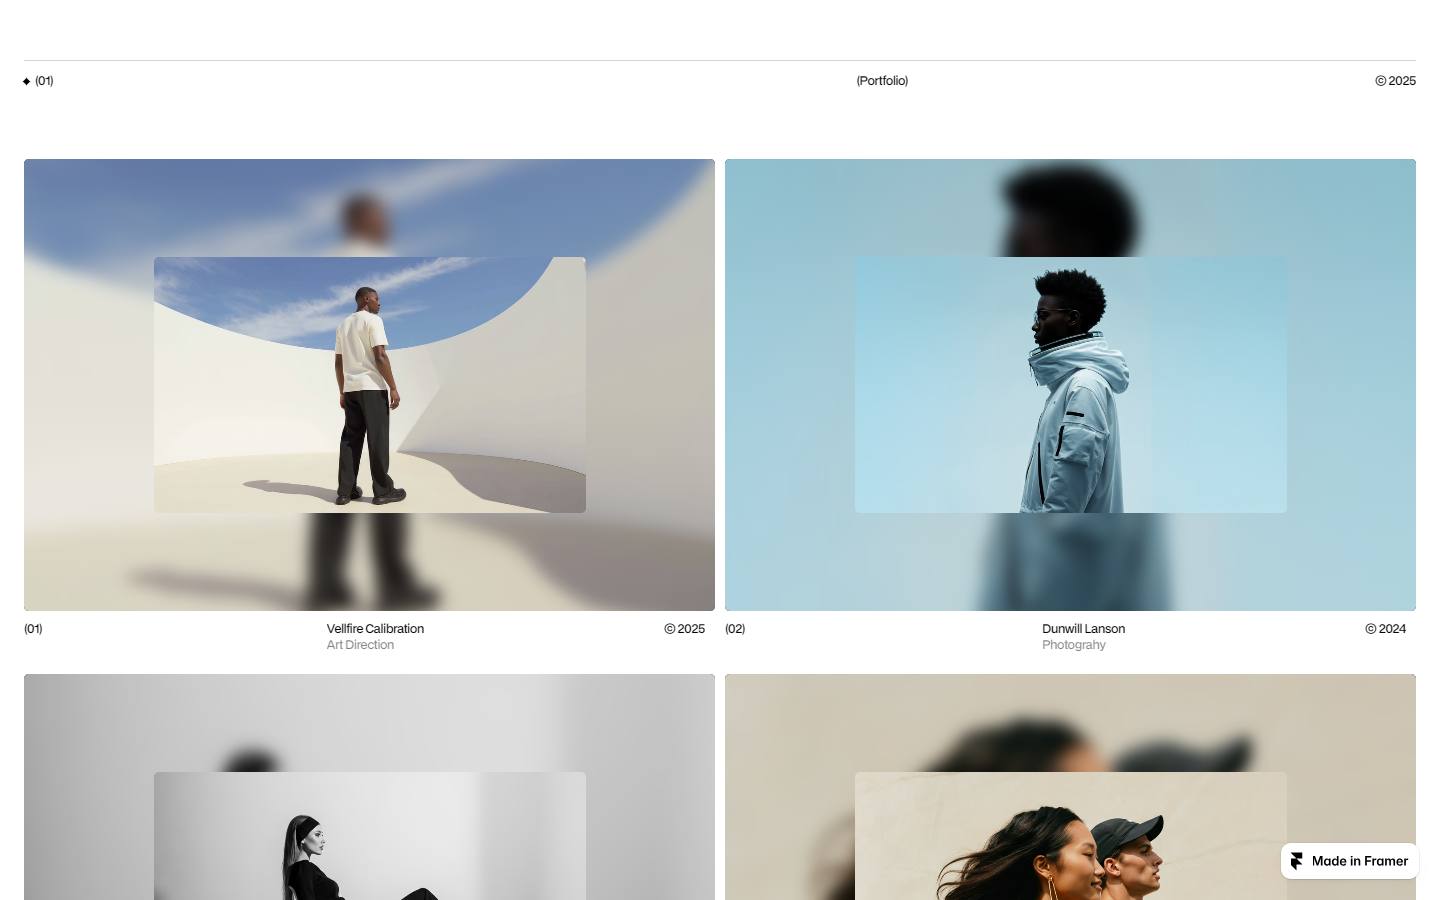 ◆ (01)
(Portfolio)
© 2025
(01)
Vellfire Calibration
Art Direction
© 2025
(02)
Dunwill Lanson
Photograhy
© 2024
Made in Framer